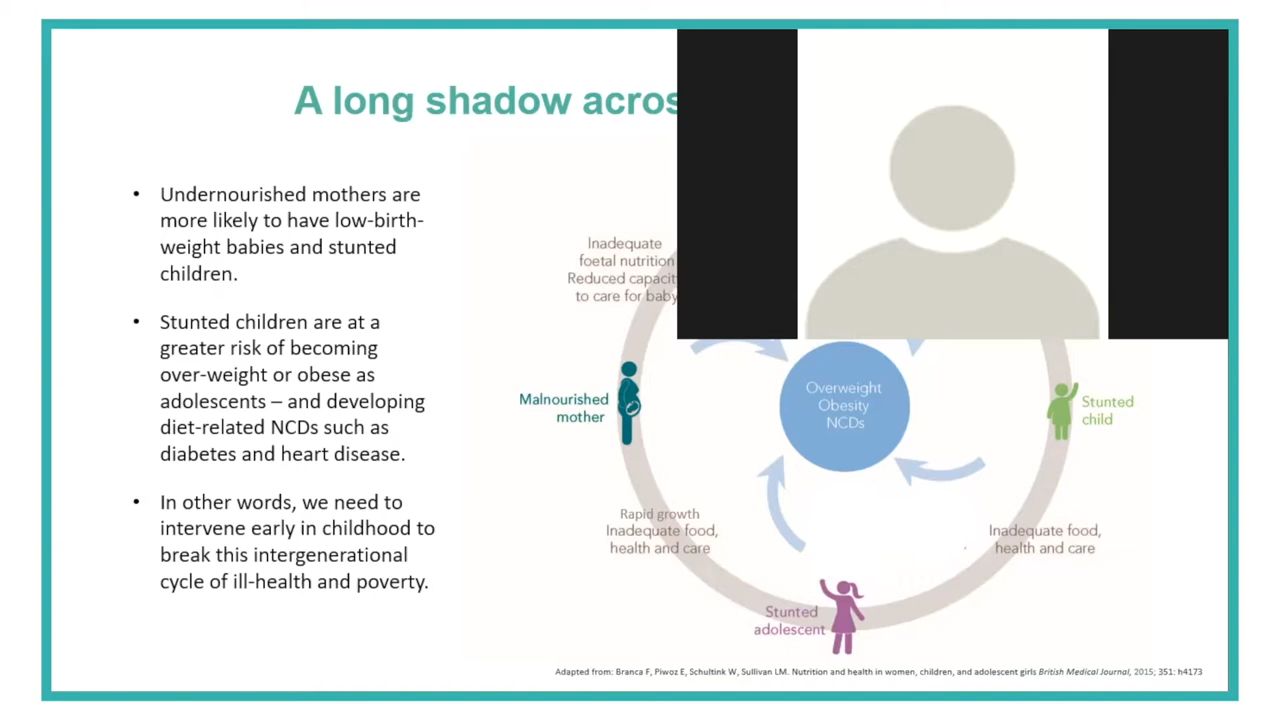 A long shadow
• Undernourished mothers are
more likely to have low-birth-
weight babies and stunted
children.
• Stunted children are at a
greater risk of becoming
over-weight or obese as
adolescents – and developing
diet-related NCDs such as
diabetes and heart disease.
• In other words, we need to
intervene early in childhood to
break this intergenerational
cycle of ill-health and poverty.
Inadequate
foetal nutrition
Reduced
to care for baby
Malnourished
mother
Overweight
Obesity
NCDs
Stunted
child
Rapid growth
Inadequate food,
health and care
Inadequate food,
health and care
Stunted
adolescent
Adapted from: Branca F, Piwoz E, Schultink W, Sullivan LM. Nutrition and health in women, children, and adolescent girls British Medical Journal, 2015; 351: h4173